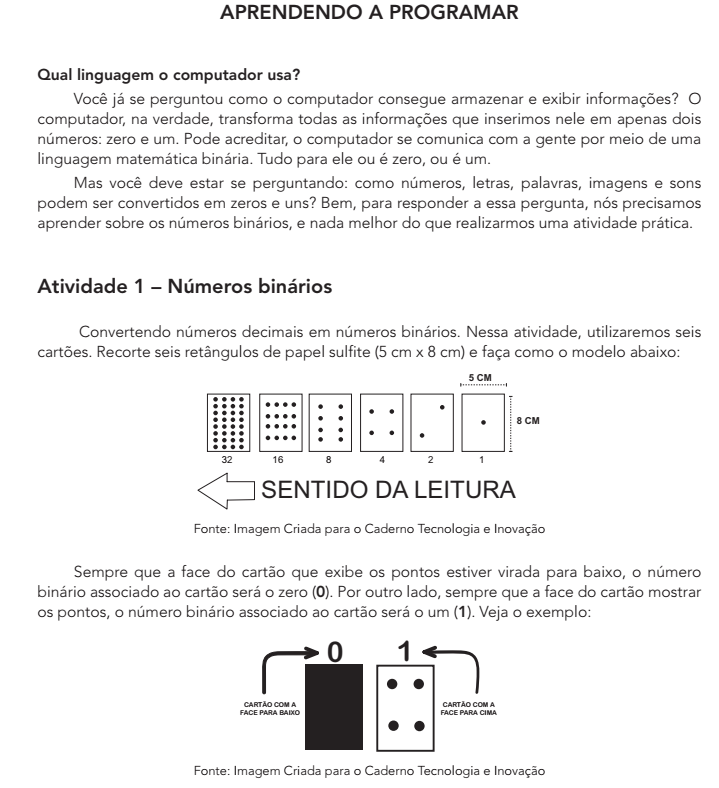 APRENDENDO A PROGRAMAR
Qual linguagem o computador usa?
Você já se perguntou como o computador consegue armazenar e exibir informações? O
computador, na verdade, transforma todas as informações que inserimos nele em apenas dois
números: zero e um. Pode acreditar, o computador se comunica com a gente por meio de uma
linguagem matemática binária. Tudo para ele ou é zero, ou é um.
Mas você deve estar se perguntando: como números, letras, palavras, imagens e sons
podem ser convertidos em zeros e uns? Bem, para responder a essa pergunta, nós precisamos
aprender sobre os números binários, e nada melhor do que realizarmos uma atividade prática.
Atividade 1 – Números binários
Convertendo números decimais em números binários. Nessa atividade, utilizaremos seis
cartões. Recorte seis retângulos de papel sulfite (5 cm x 8 cm) e faça como o modelo abaixo:
5 CM
8 CM
32 16 8 4 2 1
SENTIDO DA LEITURA
Fonte: Imagem Criada para o Caderno Tecnologia e Inovação
Sempre que a face do cartão que exibe os pontos estiver virada para baixo, o número
binário associado ao cartão será o zero (0). Por outro lado, sempre que a face do cartão mostrar
os pontos, o número binário associado ao cartão será o um (1). Veja o exemplo:
0 1
CARTÃO COM A
FACE PARA BAIXO
CARTÃO COM A
FACE PARA CIMA
Fonte: Imagem Criada para o Caderno Tecnologia e Inovação